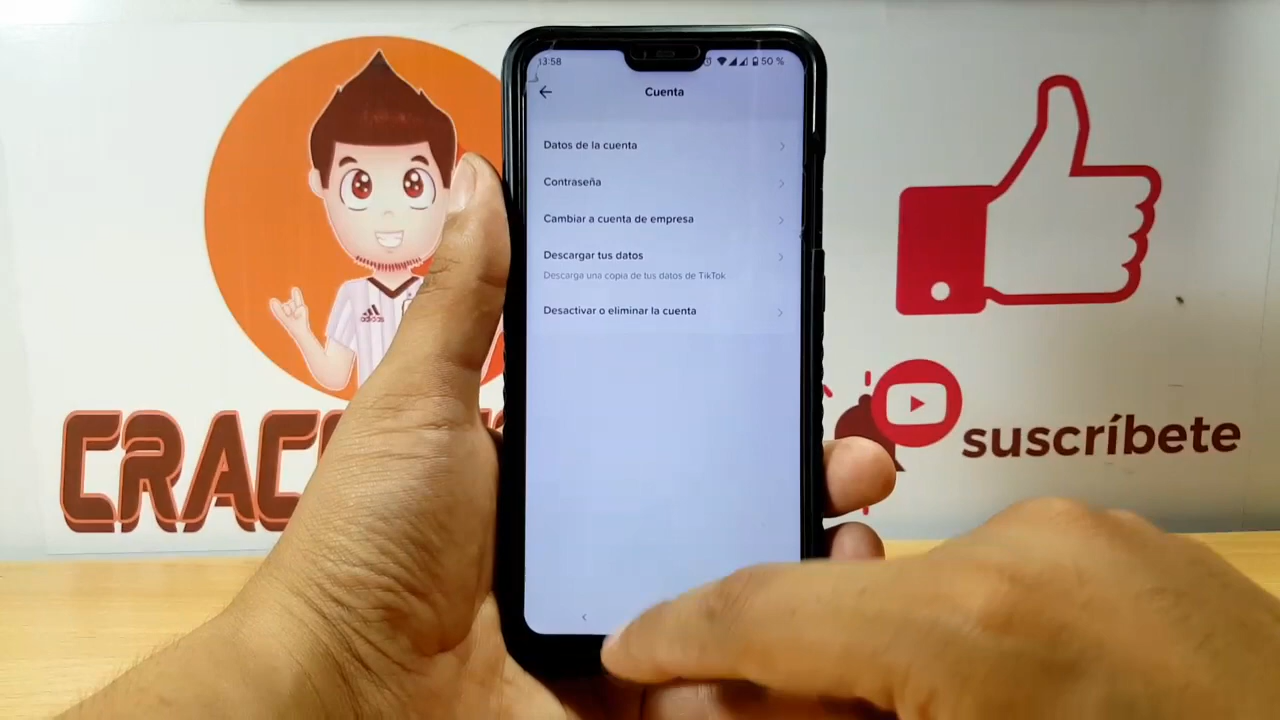 13:58
50 %
Cuenta
Datos de la cuenta
Contraseña
Cambiar a cuenta de empresa
Descargar tus datos
Descarga una copia de tus datos de TikTok
Desactivar o eliminar la cuenta
adidas
suscríbete